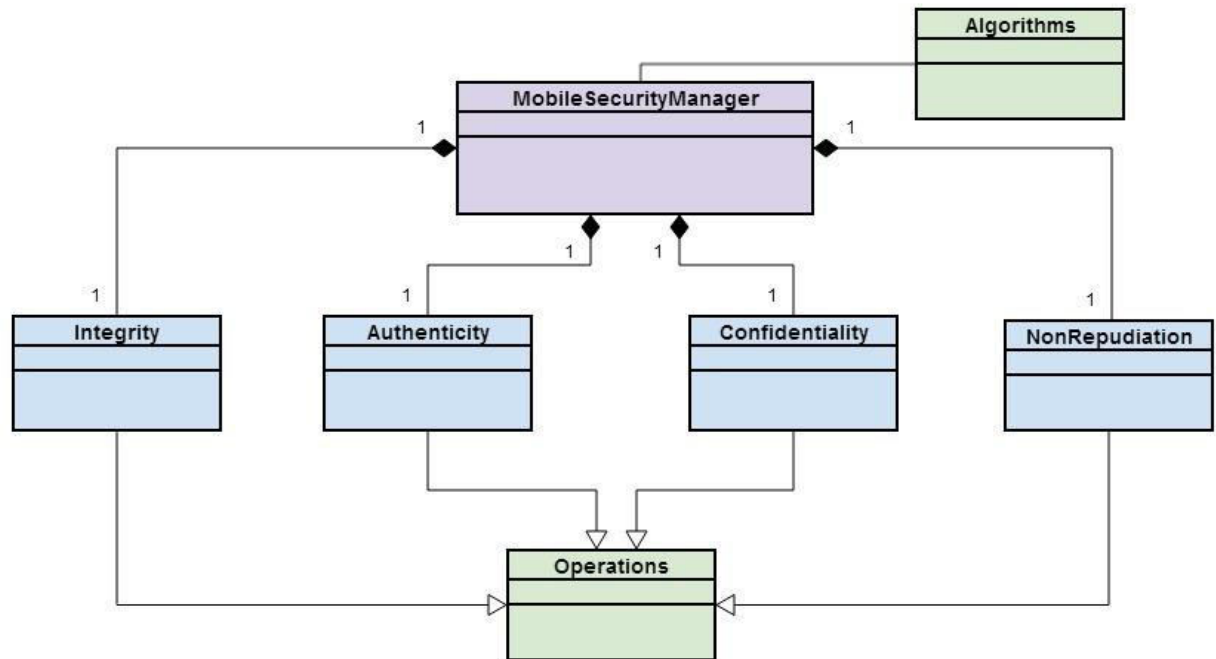 Algorithms
MobileSecurityManager
1
1
1
1
1
1
1
1
Integrity
Authenticity
Confidentiality
NonRepudiation
Operations